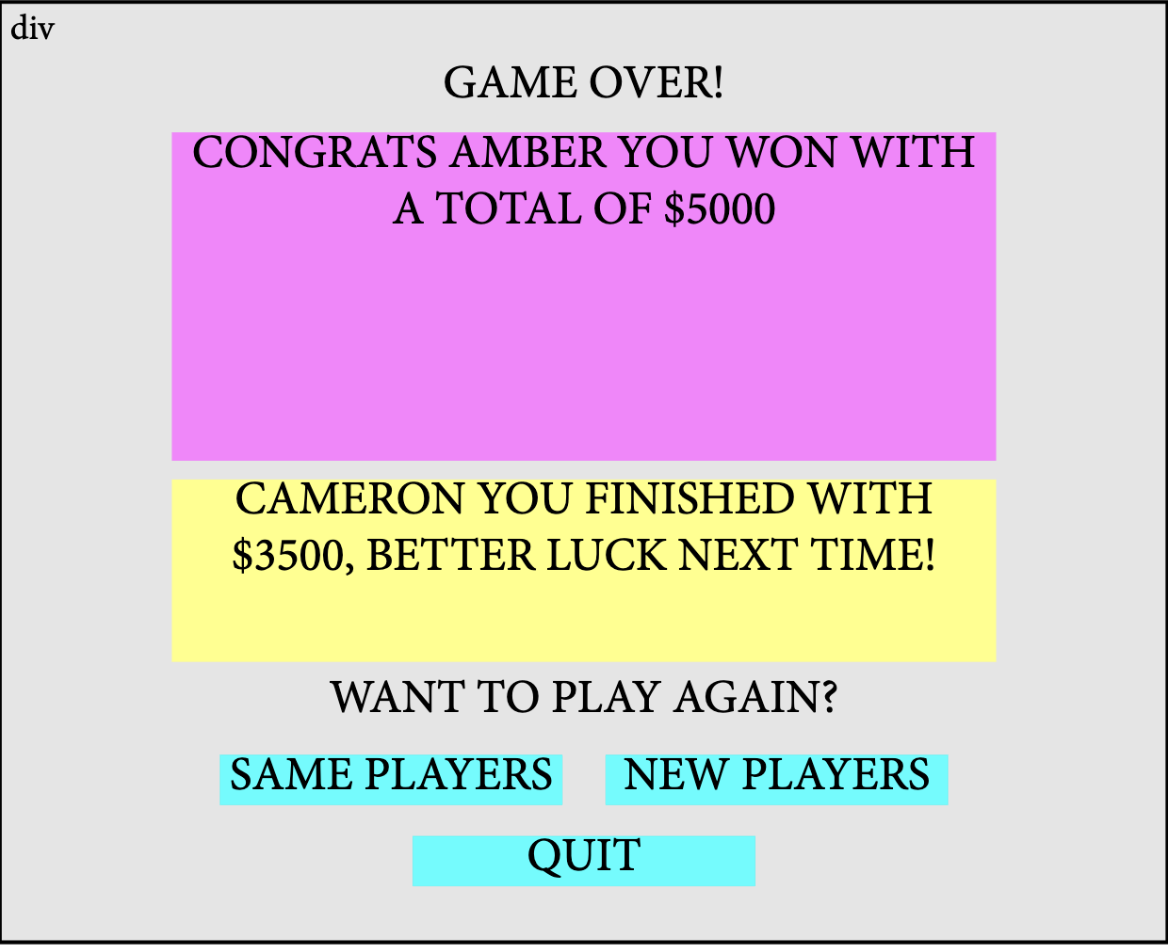 div
GAME OVER!
CONGRATS AMBER YOU WON WITH
A TOTAL OF $5000
CAMERON YOU FINISHED WITH
$3500, BETTER LUCK NEXT TIME!
WANT TO PLAY AGAIN?
SAME PLAYERS
NEW PLAYERS
QUIT